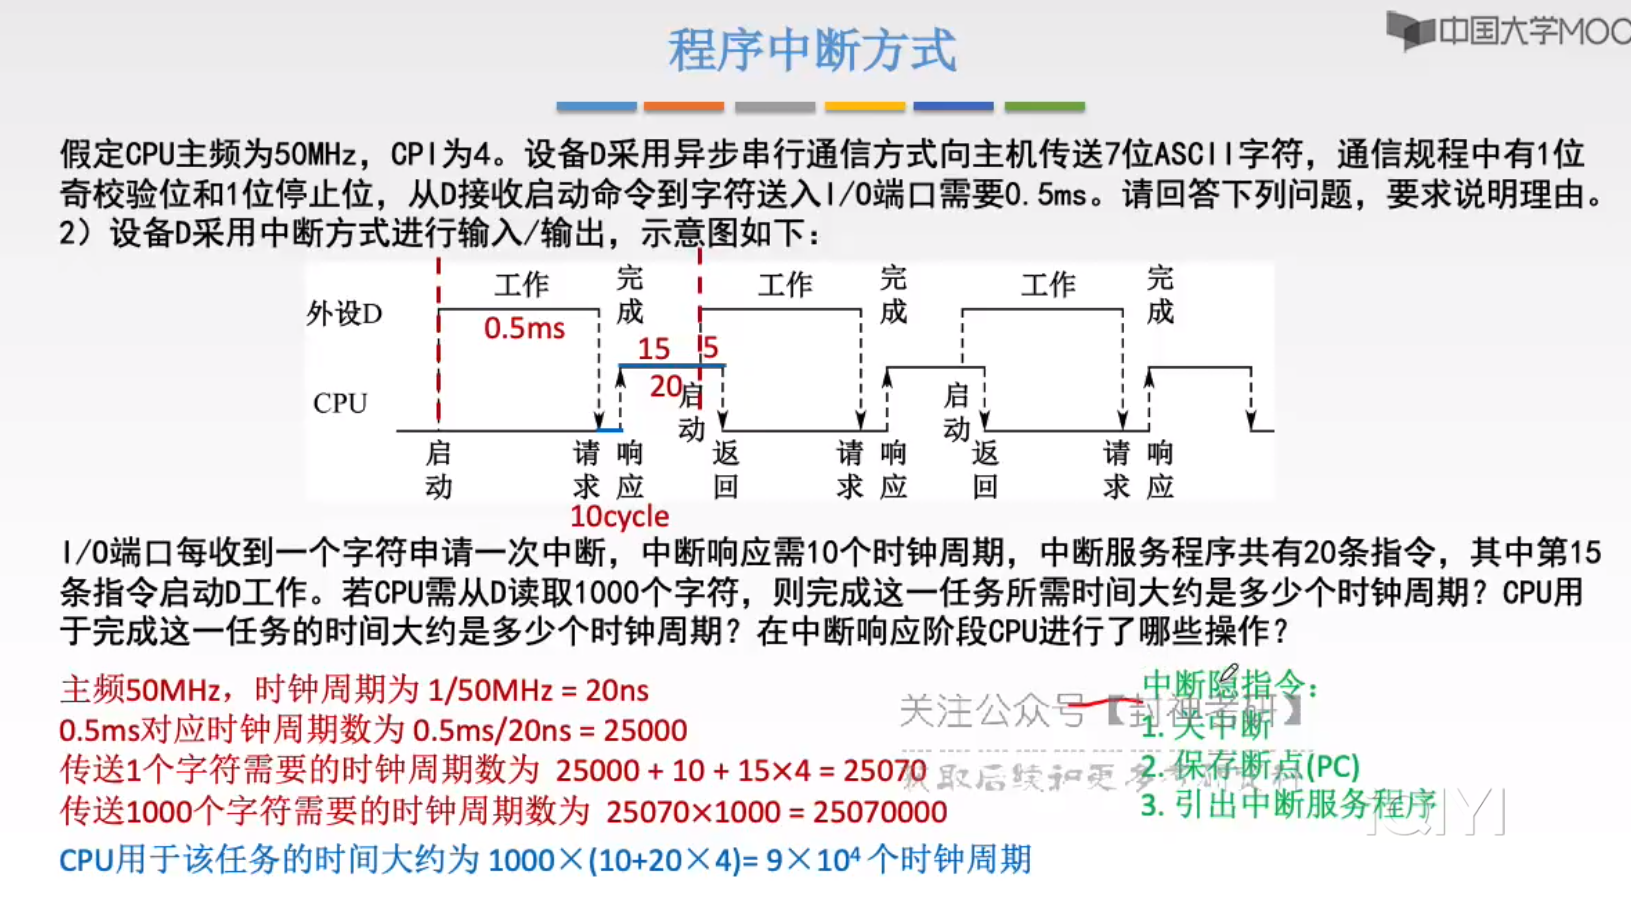 程序中断方式
中国大学MOO
假定CPU主频为50MHz，CPI为4。设备D采用异步串行通信方式向主机传送7位ASCII字符，通信规程中有1位
奇校验位和1位停止位，从D接收启动命令到字符送入I/O端口需要0.5ms。请回答下列问题，要求说明理由。
2）设备D采用中断方式进行输入/输出，示意图如下：
工作 完成 工作 完成 工作 完成
外设D
0.5ms
15 5
20
CPU
启动 启动
启动 请求 响应 返回 请求 响应 返回 请求 响应
10cycle
I/O端口每收到一个字符申请一次中断，中断响应需10个时钟周期，中断服务程序共有20条指令，其中第15
条指令启动D工作。若CPU需从D读取1000个字符，则完成这一任务所需时间大约是多少个时钟周期？CPU用
于完成这一任务的时间大约是多少个时钟周期？在中断响应阶段CPU进行了哪些操作？
主频50MHz，时钟周期为 1/50MHz = 20ns
0.5ms对应时钟周期数为 0.5ms/20ns = 25000
传送1个字符需要的时钟周期数为 25000 + 10 + 15×4 = 25070
传送1000个字符需要的时钟周期数为 25070×1000 = 25070000
CPU用于该任务的时间大约为 1000×(10+20×4)= 9×10⁴ 个时钟周期
中断隐指令：
1. 关中断
2. 保存断点(PC)
3. 引出中断服务程序
关注公众号【封神考研】